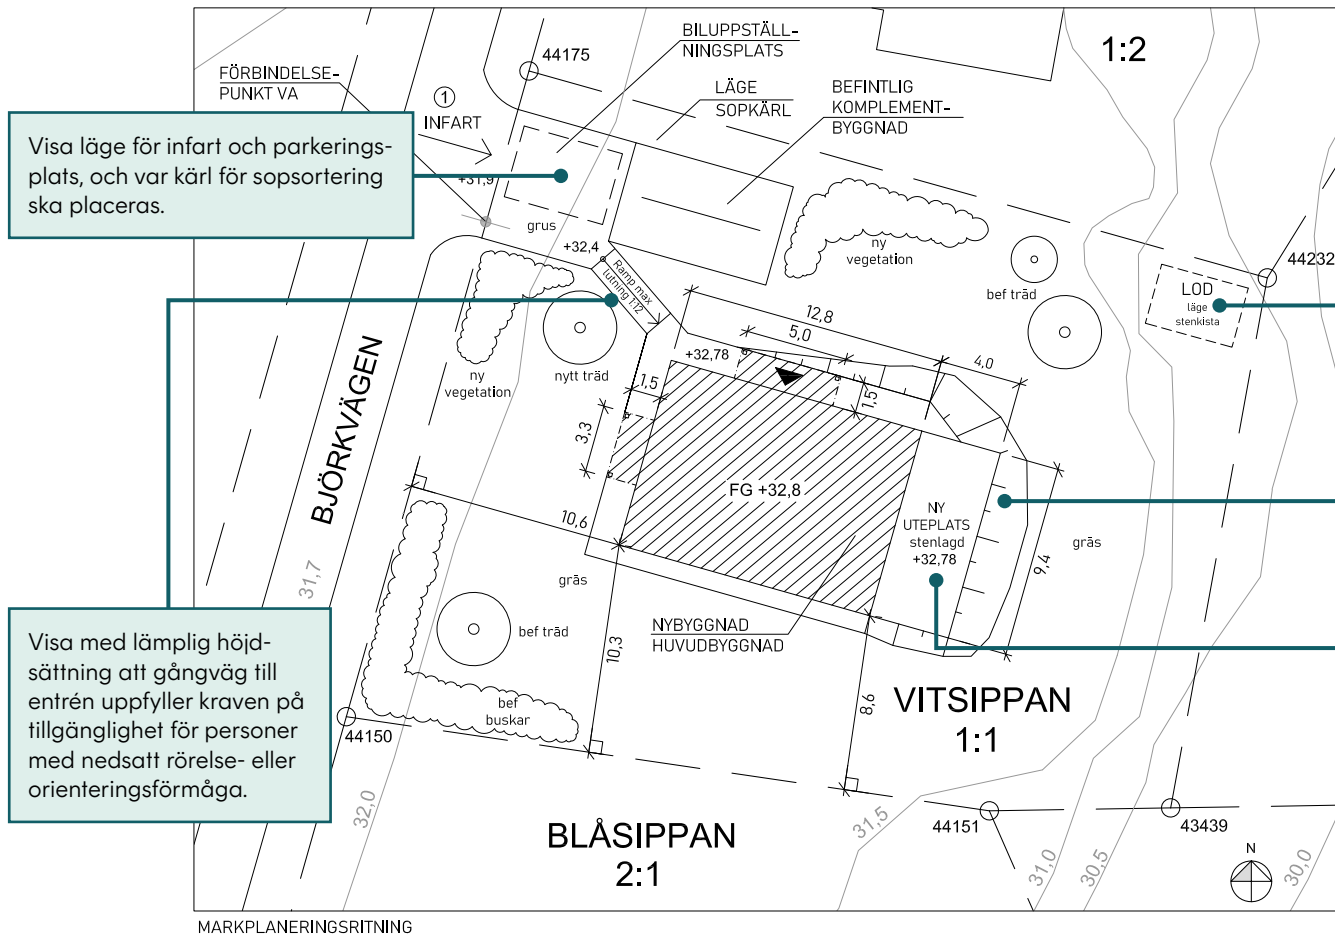 BILUPPSTÄLL-
NINGSPLATS
1:2
44175
FÖRBINDELSE-
PUNKT VA
LÄGE
SOPKÄRL
BEFINTLIG
KOMPLEMENT-
BYGGNAD
1
INFART
Visa läge för infart och parkerings-
plats, och var kärl för sopsortering
ska placeras.
+31,9
grus
+32,4
Ramp max
lutning 1:12
ny
vegetation
bef träd
44232
LOD
läge
stenkista
12,8
5,0
4,0
+32,78
1,5
1,5
3,3
ny
vegetation
nytt träd
BJÖRKVÄGEN
FG +32,8
NY
UTEPLATS
stenlagd
+32,78
10,6
gräs
gräs
9,4
31,7
Visa med lämplig höjd-
sättning att gångväg till
entrén uppfyller kraven på
tillgänglighet för personer
med nedsatt rörelse- eller
orienteringsförmåga.
bef träd
10,3
NYBYGGNAD
HUVUDBYGGNAD
8,6
VITSIPPAN
1:1
bef
buskar
44150
32,0
BLÅSIPPAN
2:1
31,5
44151
43439
31,0
30,5
30,0
N
MARKPLANERINGSRITNING